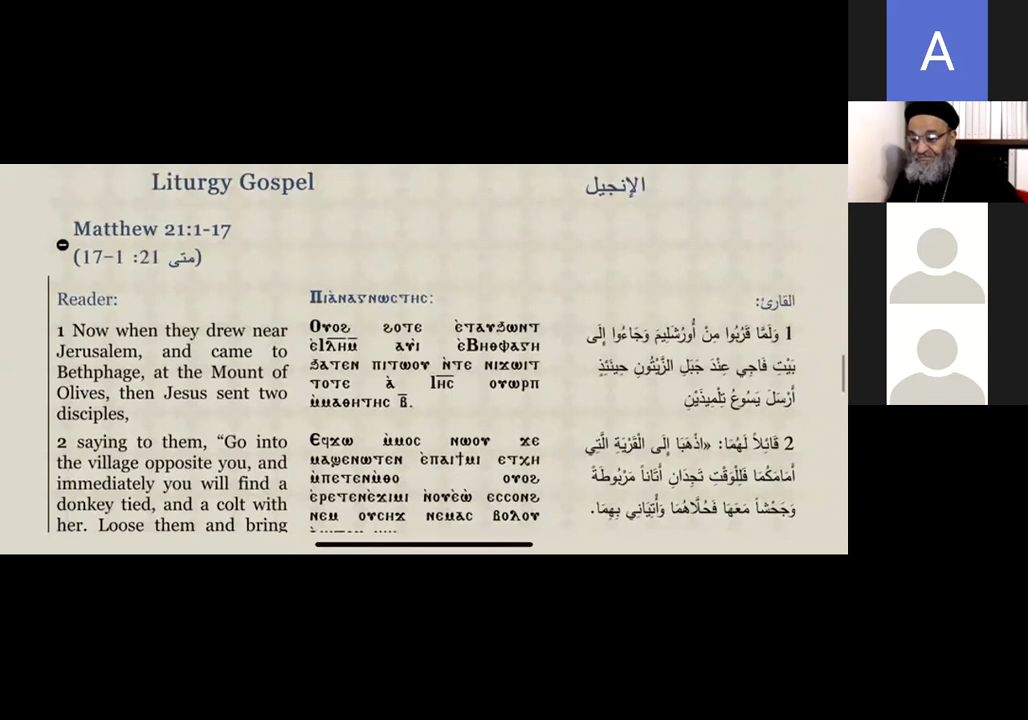 A
Liturgy Gospel
الإنجيل
Matthew 21:1-17
(متى 21: 1–17)
Reader:
1 Now when they drew near
Jerusalem, and came to
Bethphage, at the Mount of
Olives, then Jesus sent two
disciples,
2 saying to them, “Go into
the village opposite you, and
immediately you will find a
donkey tied, and a colt with
her. Loose them and bring
Ⲡⲓⲁ̀ⲛⲁⲅⲛⲱⲥⲧⲏⲥ:
Ⲟⲩⲟϩ ϩⲟⲧⲉ ⲉ̀ⲧⲁⲩϧⲱⲛⲧ
ⲉ̀Ⲓⲗ̅ⲏ̅ⲙ̅ ⲁⲩⲓ̀ ⲉ̀Ⲃⲏⲑⲫⲁⲅⲏ
ϧⲁⲧⲉⲛ ⲡⲓⲧⲱⲟⲩ ⲛ̀ⲧⲉ ⲛⲓϫⲱⲓⲧ
ⲧⲟⲧⲉ ⲁ̀ Ⲓⲏ̅ⲥ̅ ⲟⲩⲱⲣⲡ
ⲙ̀ⲙⲁⲑⲏⲧⲏⲥ ⲃ̅.
Ⲉϥϫⲱ ⲙ̀ⲙⲟⲥ ⲛⲱⲟⲩ ϫⲉ
ⲙⲁϣⲉⲛⲱⲧⲉⲛ ⲉ̀ⲡⲁⲓϯⲙⲓ ⲉⲧⲭⲏ
ⲙ̀ⲡⲉⲧⲉⲛⲙ̀ⲑⲟ ⲟⲩⲟϩ
ⲉ̀ⲣⲉⲧⲉⲛⲉ̀ϫⲓⲙⲓ ⲛ̀ⲟⲩⲉ̀ⲱ̀ ⲉⲥⲥⲟⲛϩ
ⲛⲉⲙ ⲟⲩⲥⲏϫ ⲛⲉⲙⲁⲥ ⲃⲟⲗⲟⲩ
القارئ:
1 وَلَمَّا قَرُبُوا مِنْ أُورُشَلِيمَ وَجَاءُوا إِلَى
بَيْتِ فَاجِي عِنْدَ جَبَلِ الزَّيْتُونِ حِينَئِذٍ
أَرْسَلَ يَسُوعُ تِلْمِيذَيْنِ
2 قَائِلاً لَهُمَا: «اذْهَبَا إِلَى الْقَرْيَةِ الَّتِي
أَمَامَكُمَا فَلِلْوَقْتِ تَجِدَانِ أَتَاناً مَرْبُوطَةً
وَجَحْشاً مَعَهَا فَحُلَّاهُمَا وَأْتِيَانِي بِهِمَا.